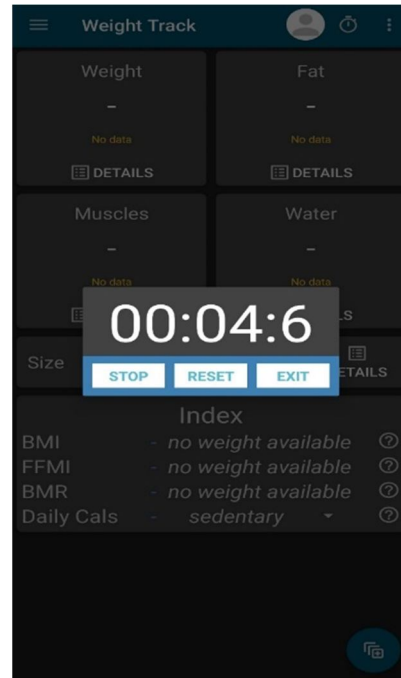 Weight Track
Weight
Fat
-
-
No data
No data
DETAILS
DETAILS
Muscles
Water
-
-
No data
No data
LS
00:04:6
Size
ETAILS
STOP
RESET
EXIT
Index
BMI - no weight available
FFMI - no weight available
BMR - no weight available
Daily Cals - sedentary